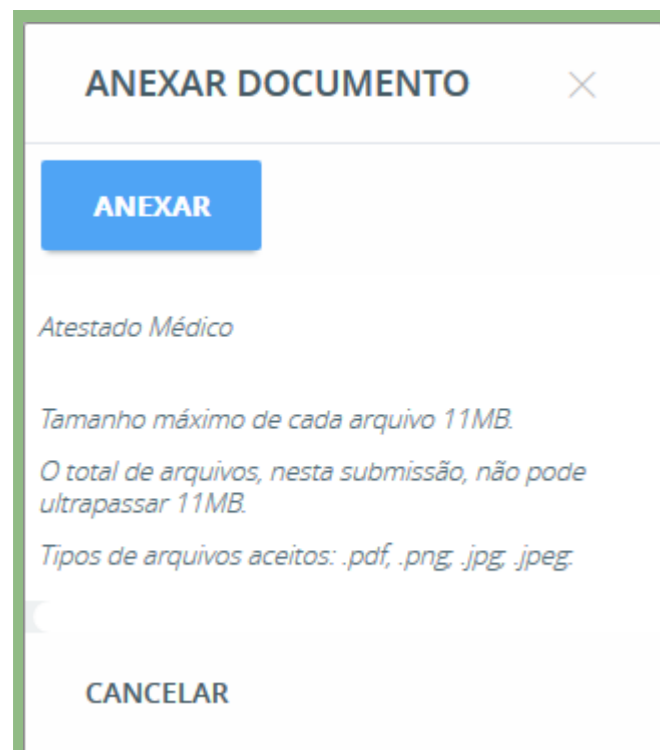 ANEXAR DOCUMENTO
ANEXAR
Atestado Médico
Tamanho máximo de cada arquivo 11MB.
O total de arquivos, nesta submissão, não pode
ultrapassar 11MB.
Tipos de arquivos aceitos: .pdf, .png, .jpg, .jpeg.
CANCELAR